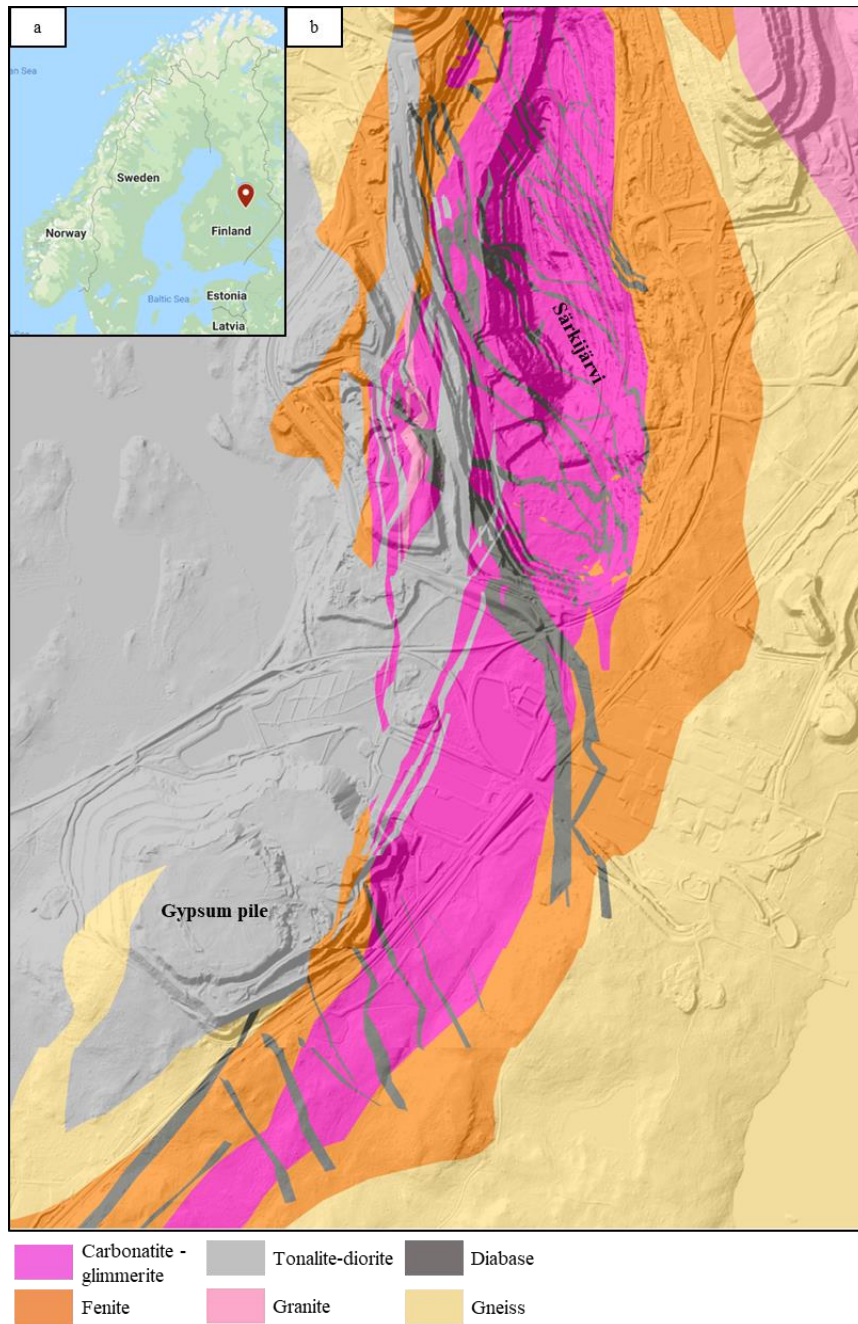 a
b
an Sea
Sweden
Norway
Finland
Baltic Sea
Estonia
Latvia
Särkijärvi
Gypsum pile
Carbonatite -
glimmerite
Tonalite-diorite
Diabase
Fenite
Granite
Gneiss